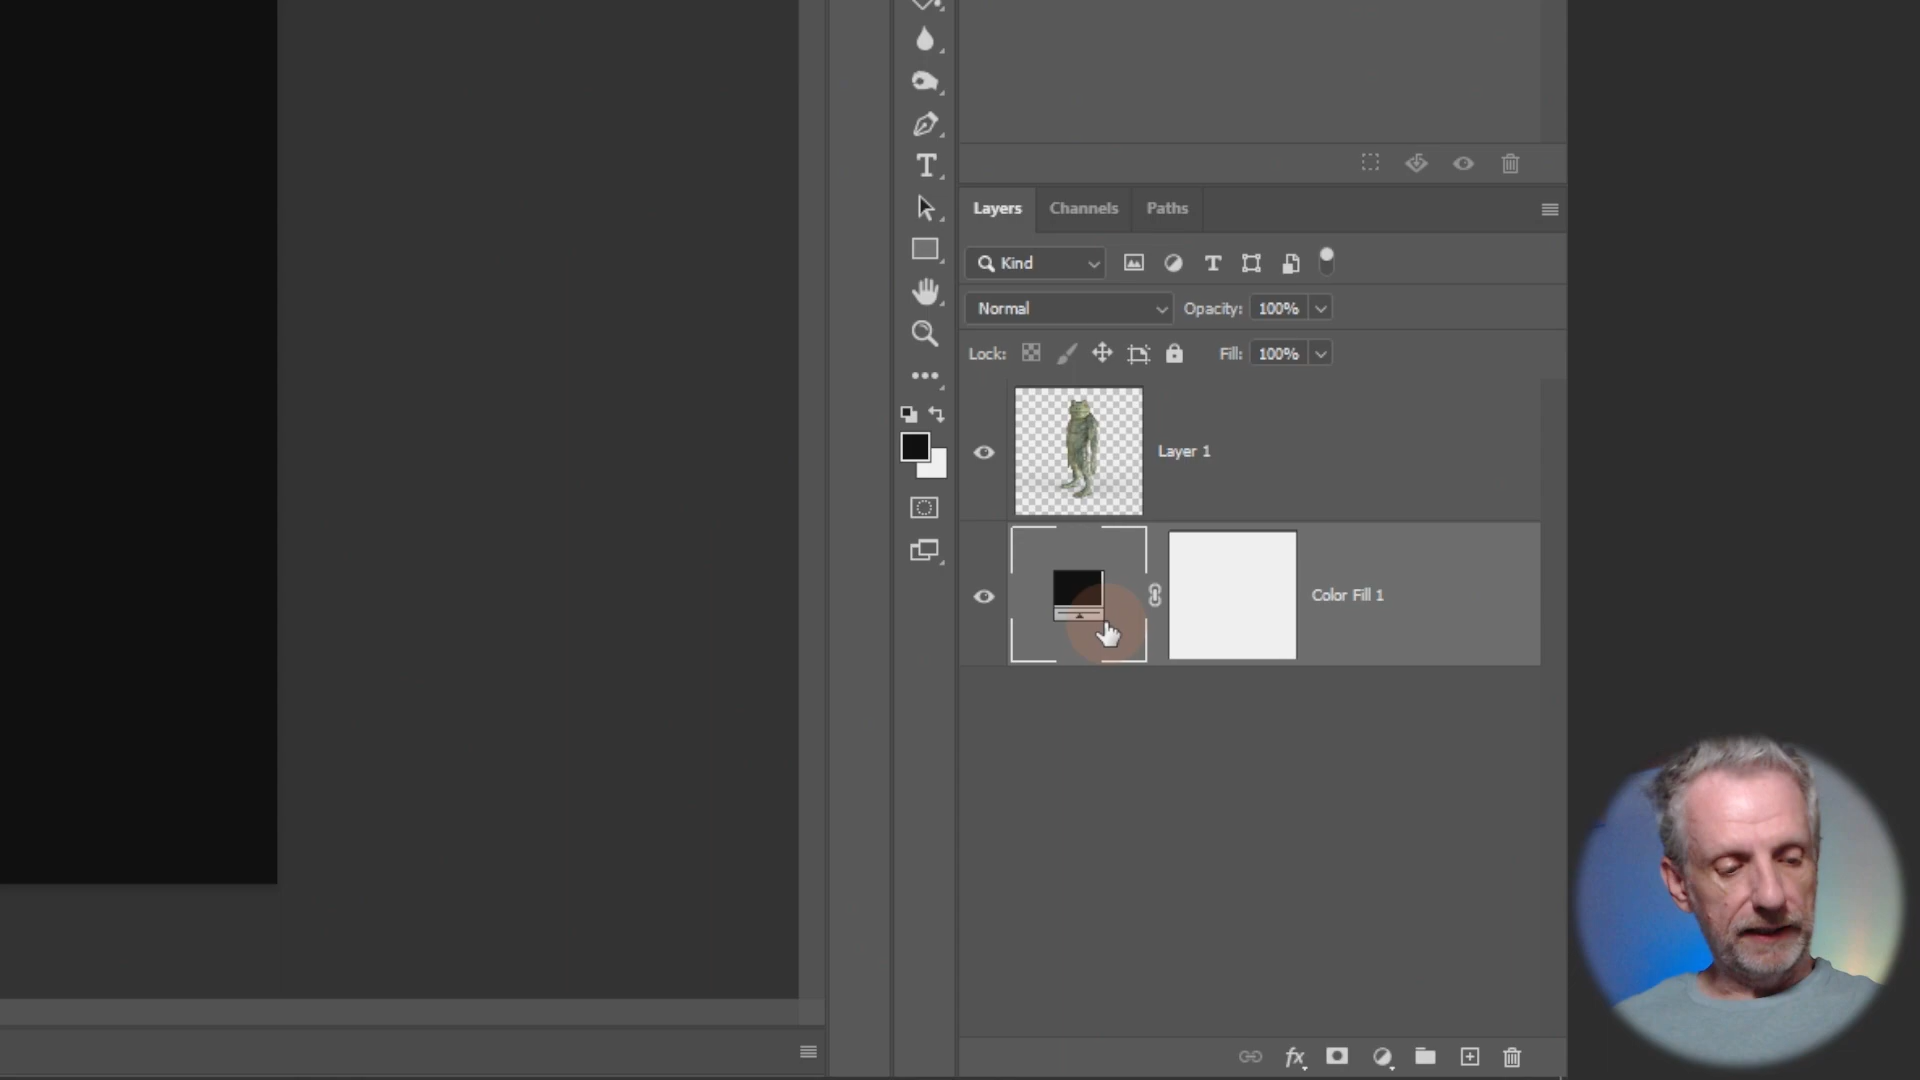 Layers Channels Paths
Kind
Normal Opacity: 100%
Lock: Fill: 100%
Layer 1
Color Fill 1
fx